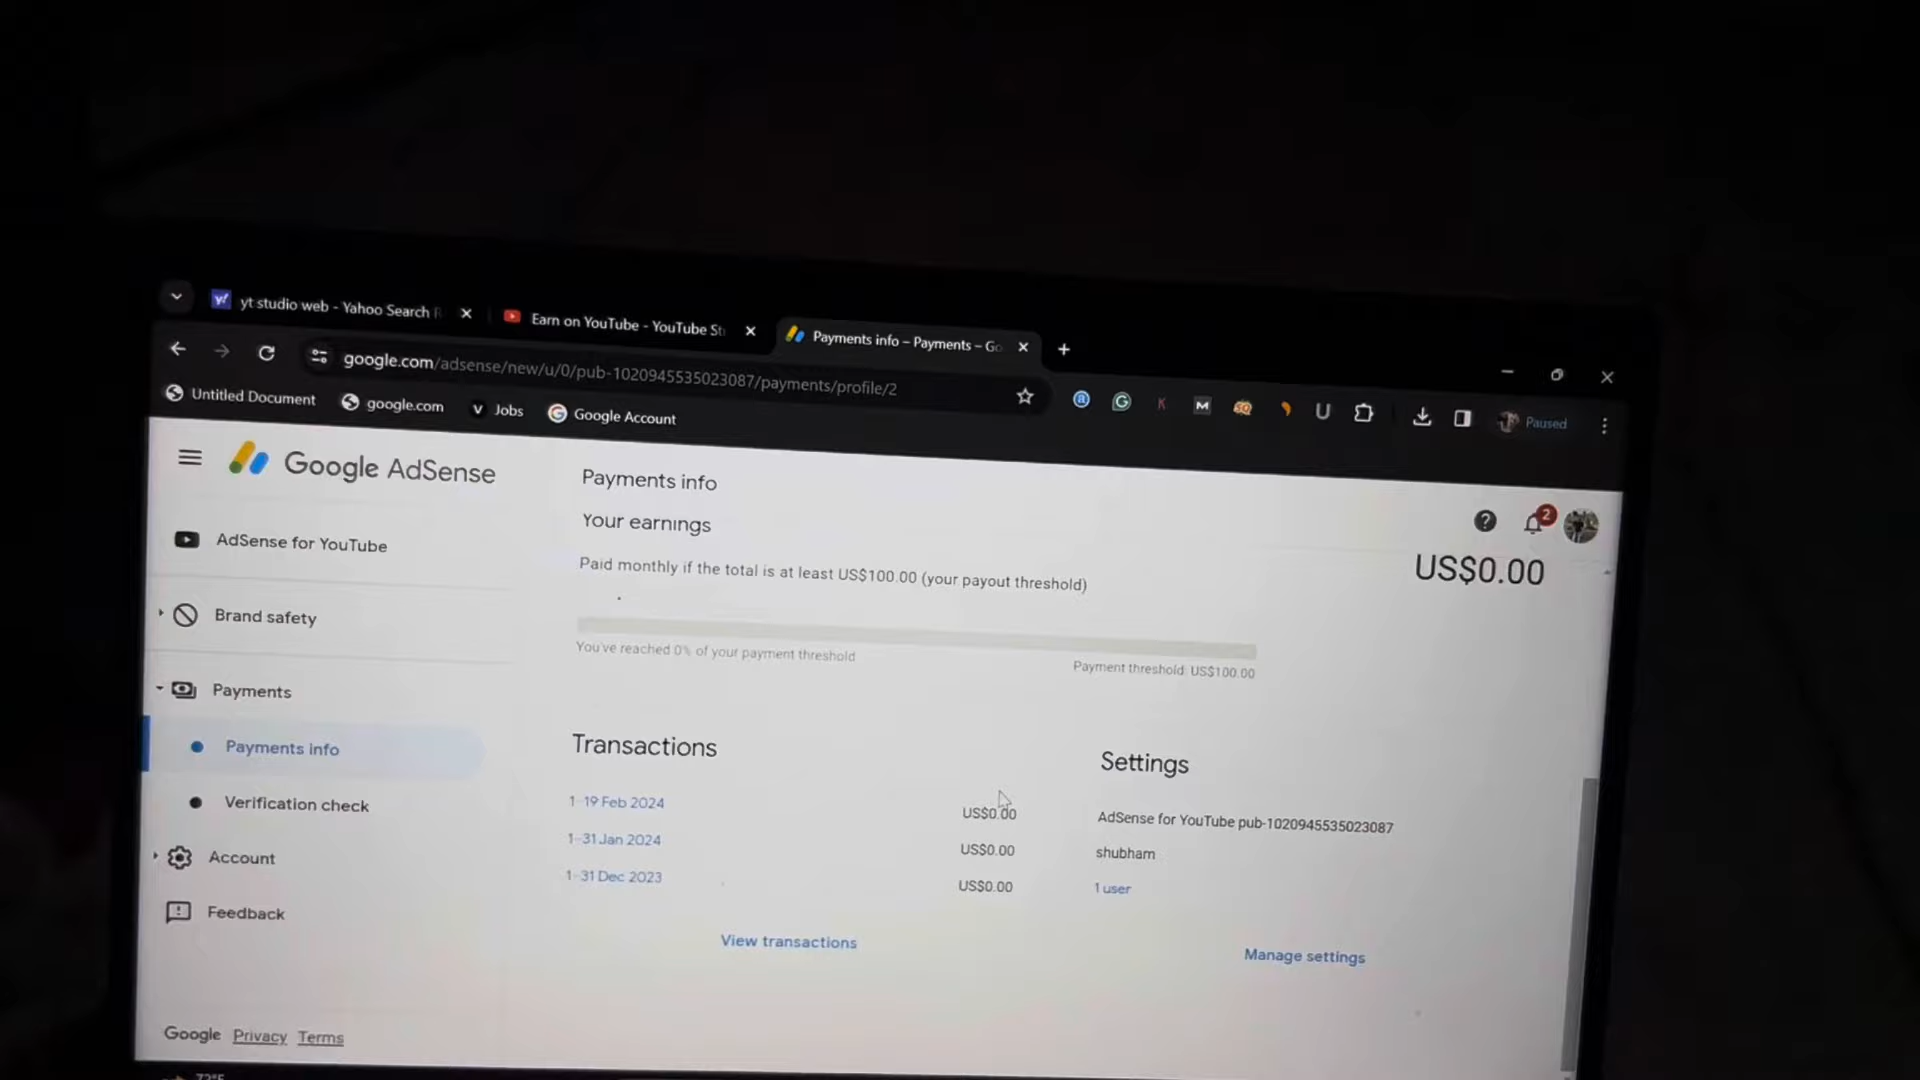 yt studio web - Yahoo Search R
Earn on YouTube - YouTube St
Payments info – Payments – Go
google.com/adsense/new/u/0/pub-1020945535023087/payments/profile/2
Paused
Untitled Document
google.com
Jobs
Google Account
Google AdSense
Payments info
2
AdSense for YouTube
Your earnings
US$0.00
Paid monthly if the total is at least US$100.00 (your payout threshold)
Brand safety
You've reached 0% of your payment threshold
Payment threshold: US$100.00
Payments
Payments info
Transactions
Settings
Verification check
1–19 Feb 2024
US$0.00
AdSense for YouTube pub-1020945535023087
1–31 Jan 2024
US$0.00
shubham
Account
1–31 Dec 2023
US$0.00
1 user
Feedback
View transactions
Manage settings
Google Privacy Terms